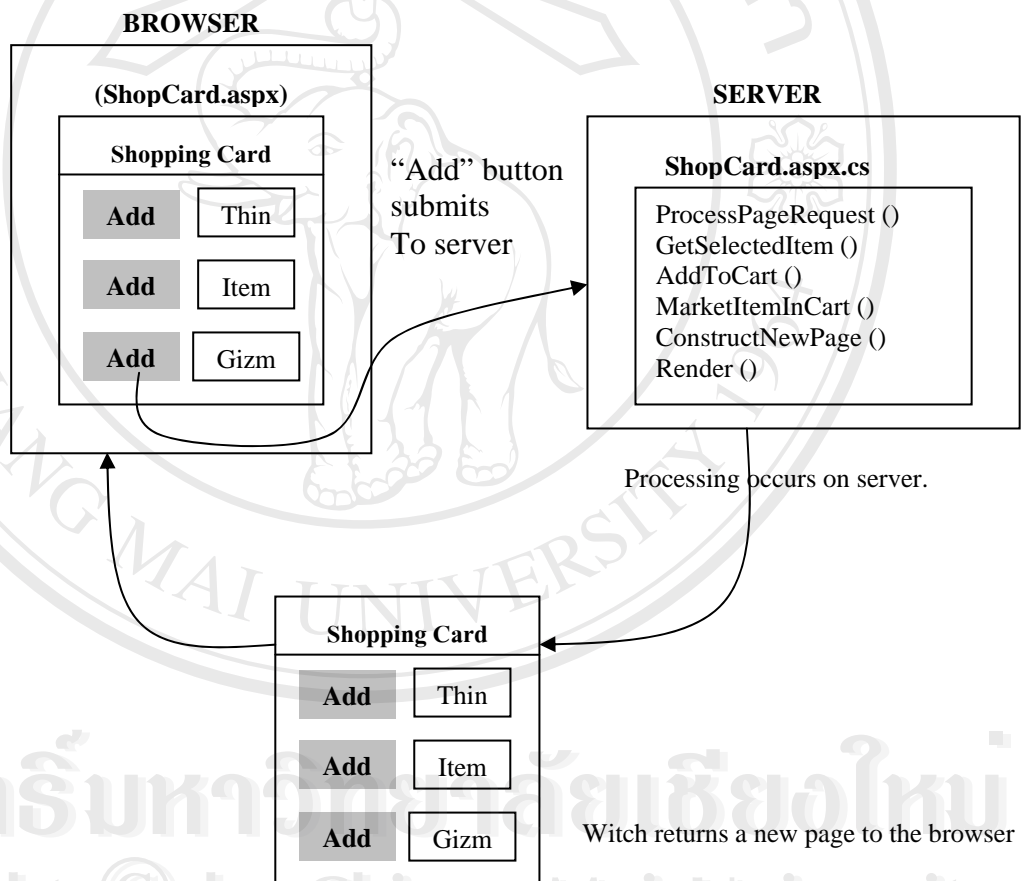 BROWSER
(ShopCard.aspx)
Shopping Card
Add Thin
Add Item
Add Gizm
“Add” button
submits
To server
SERVER
ShopCard.aspx.cs
ProcessPageRequest ()
GetSelectedItem ()
AddToCart ()
MarketItemInCart ()
ConstructNewPage ()
Render ()
Processing occurs on server.
Shopping Card
Add Thin
Add Item
Add Gizm
Witch returns a new page to the browser
MAI UNIVERSITY